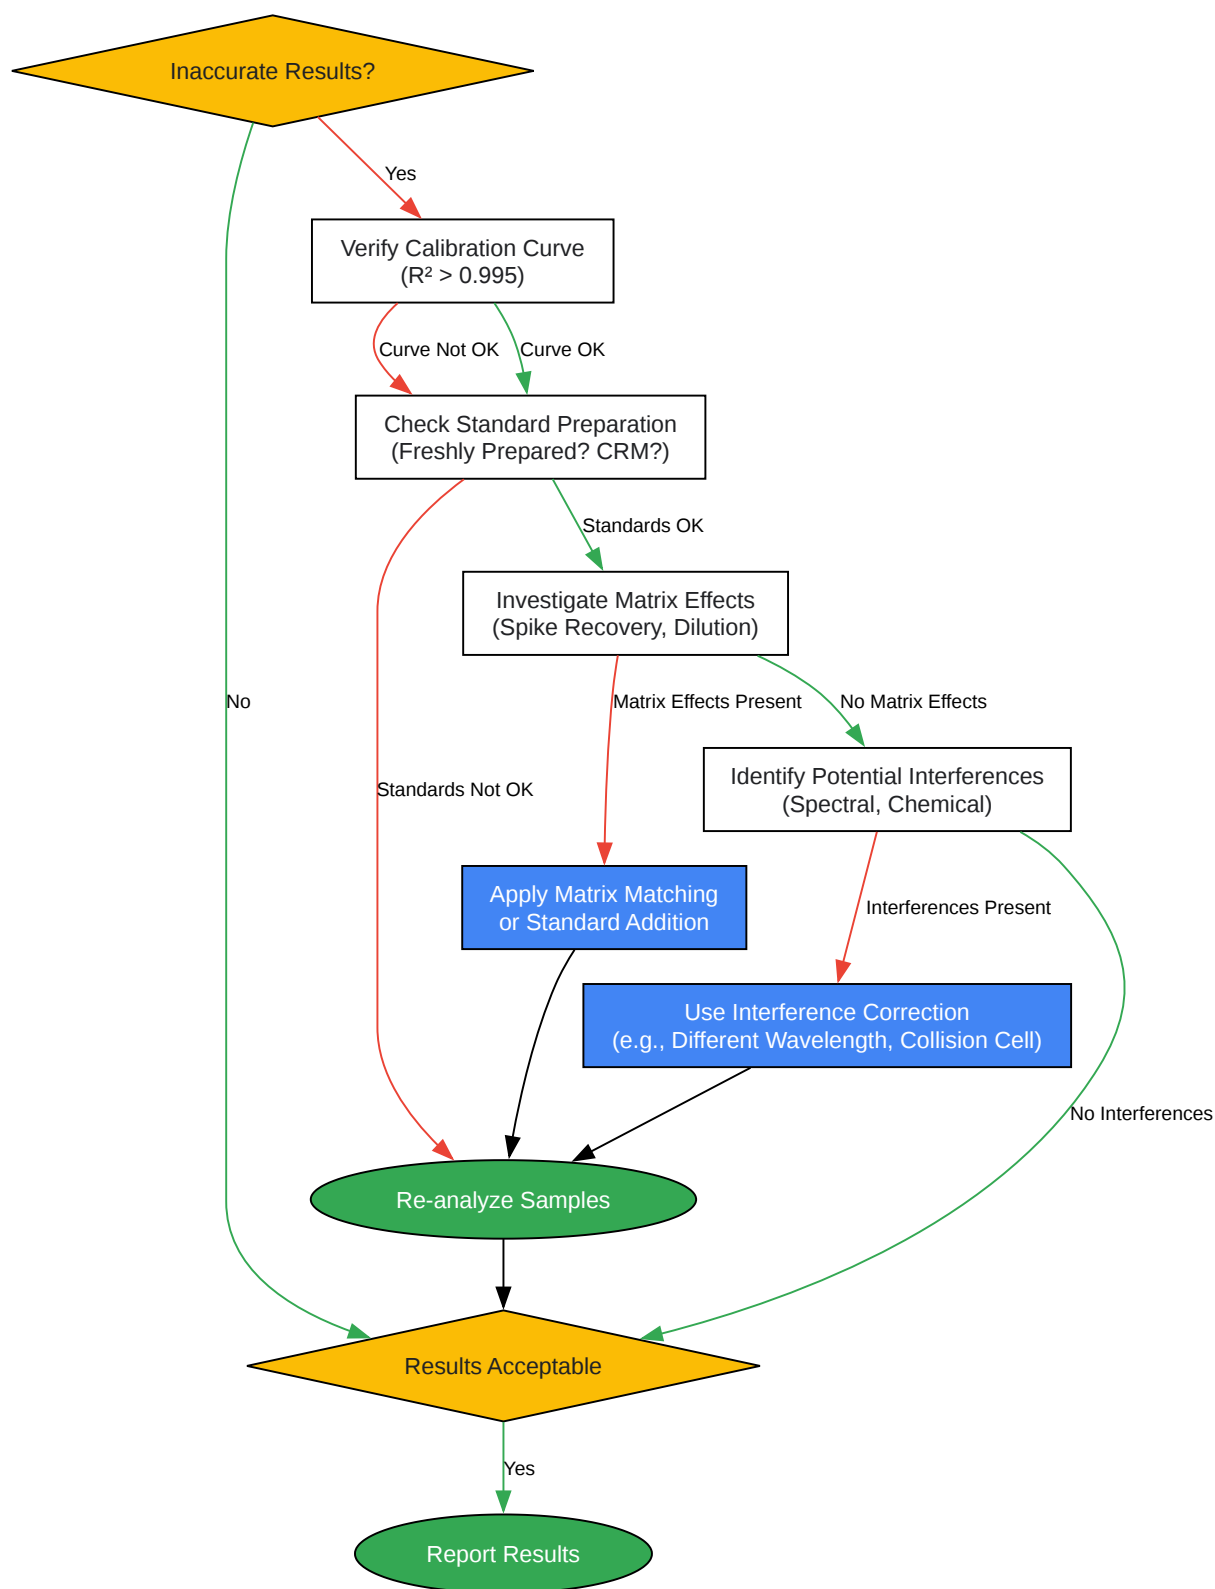 Inaccurate Results?
Yes
Verify Calibration Curve
(R² > 0.995)
Curve Not OK
Curve OK
Check Standard Preparation
(Freshly Prepared? CRM?)
Standards OK
Investigate Matrix Effects
(Spike Recovery, Dilution)
No
Matrix Effects Present
No Matrix Effects
Identify Potential Interferences
(Spectral, Chemical)
Standards Not OK
Apply Matrix Matching
or Standard Addition
Interferences Present
Use Interference Correction
(e.g., Different Wavelength, Collision Cell)
No Interferences
Re-analyze Samples
Results Acceptable
Yes
Report Results